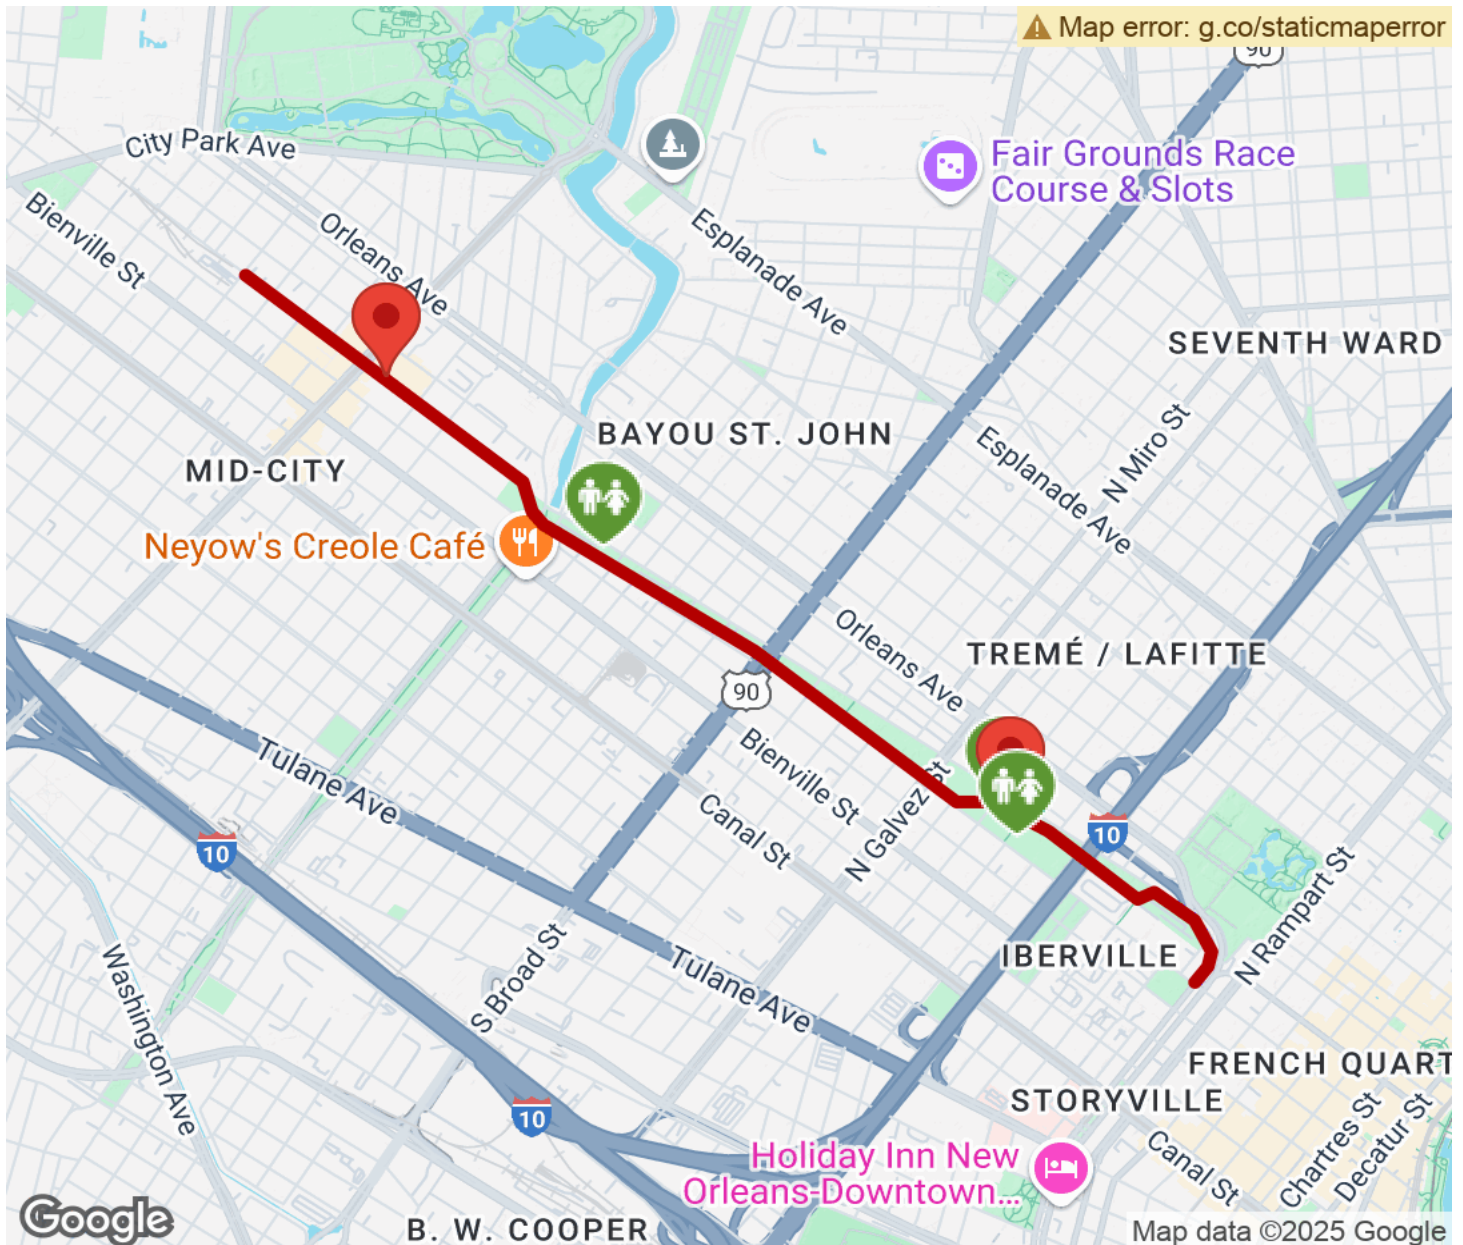 Map error: g.co/staticmaperror
90
City Park Ave
Fair Grounds Race
Course & Slots
Bienville St
Orleans Ave
Esplanade Ave
SEVENTH WARD
N Miro St
BAYOU ST. JOHN
MID-CITY
Esplanade Ave
Neyow's Creole Café
Orleans Ave
TREMÉ / LAFITTE
90
Bienville St
Tulane Ave
N Galvez St
Canal St
10
10
N Rampart St
IBERVILLE
S Broad St
Tulane Ave
Washington Ave
FRENCH QUART
STORYVILLE
10
Chartres St
Decatur St
Canal St
Holiday Inn New
Orleans-Downtown...
Google
B. W. COOPER
Map data ©2025 Google